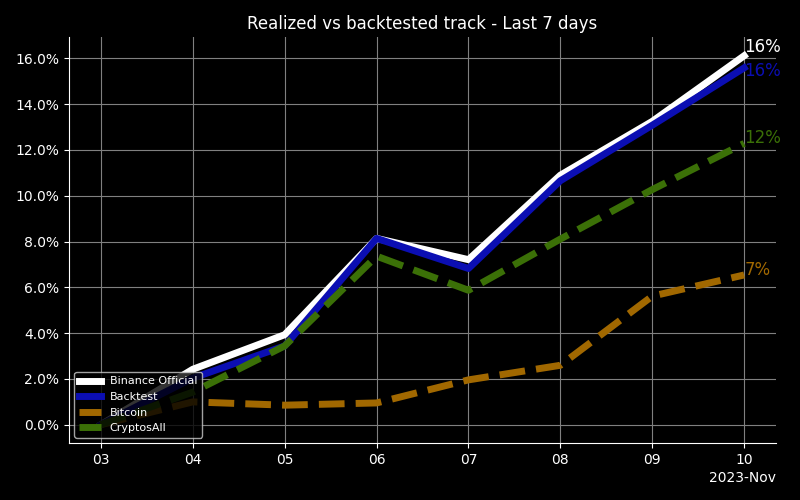 Realized vs backtested track - Last 7 days
16.0%
14.0%
12.0%
10.0%
8.0%
6.0%
4.0%
2.0%
0.0%
16%
16%
12%
7%
Binance Official
Backtest
Bitcoin
CryptosAll
03 04 05 06 07 08 09 10
2023-Nov